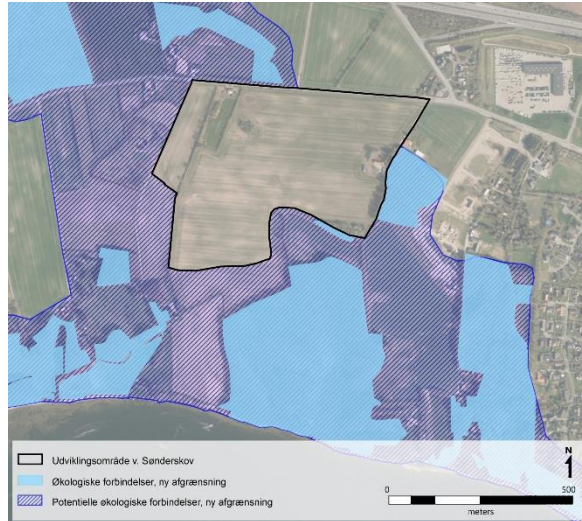 Udviklingsområde v. Sønderskov
Økologiske forbindelser, ny afgrænsning
Potentielle økologiske forbindelser, ny afgrænsning
N
0 500
meters